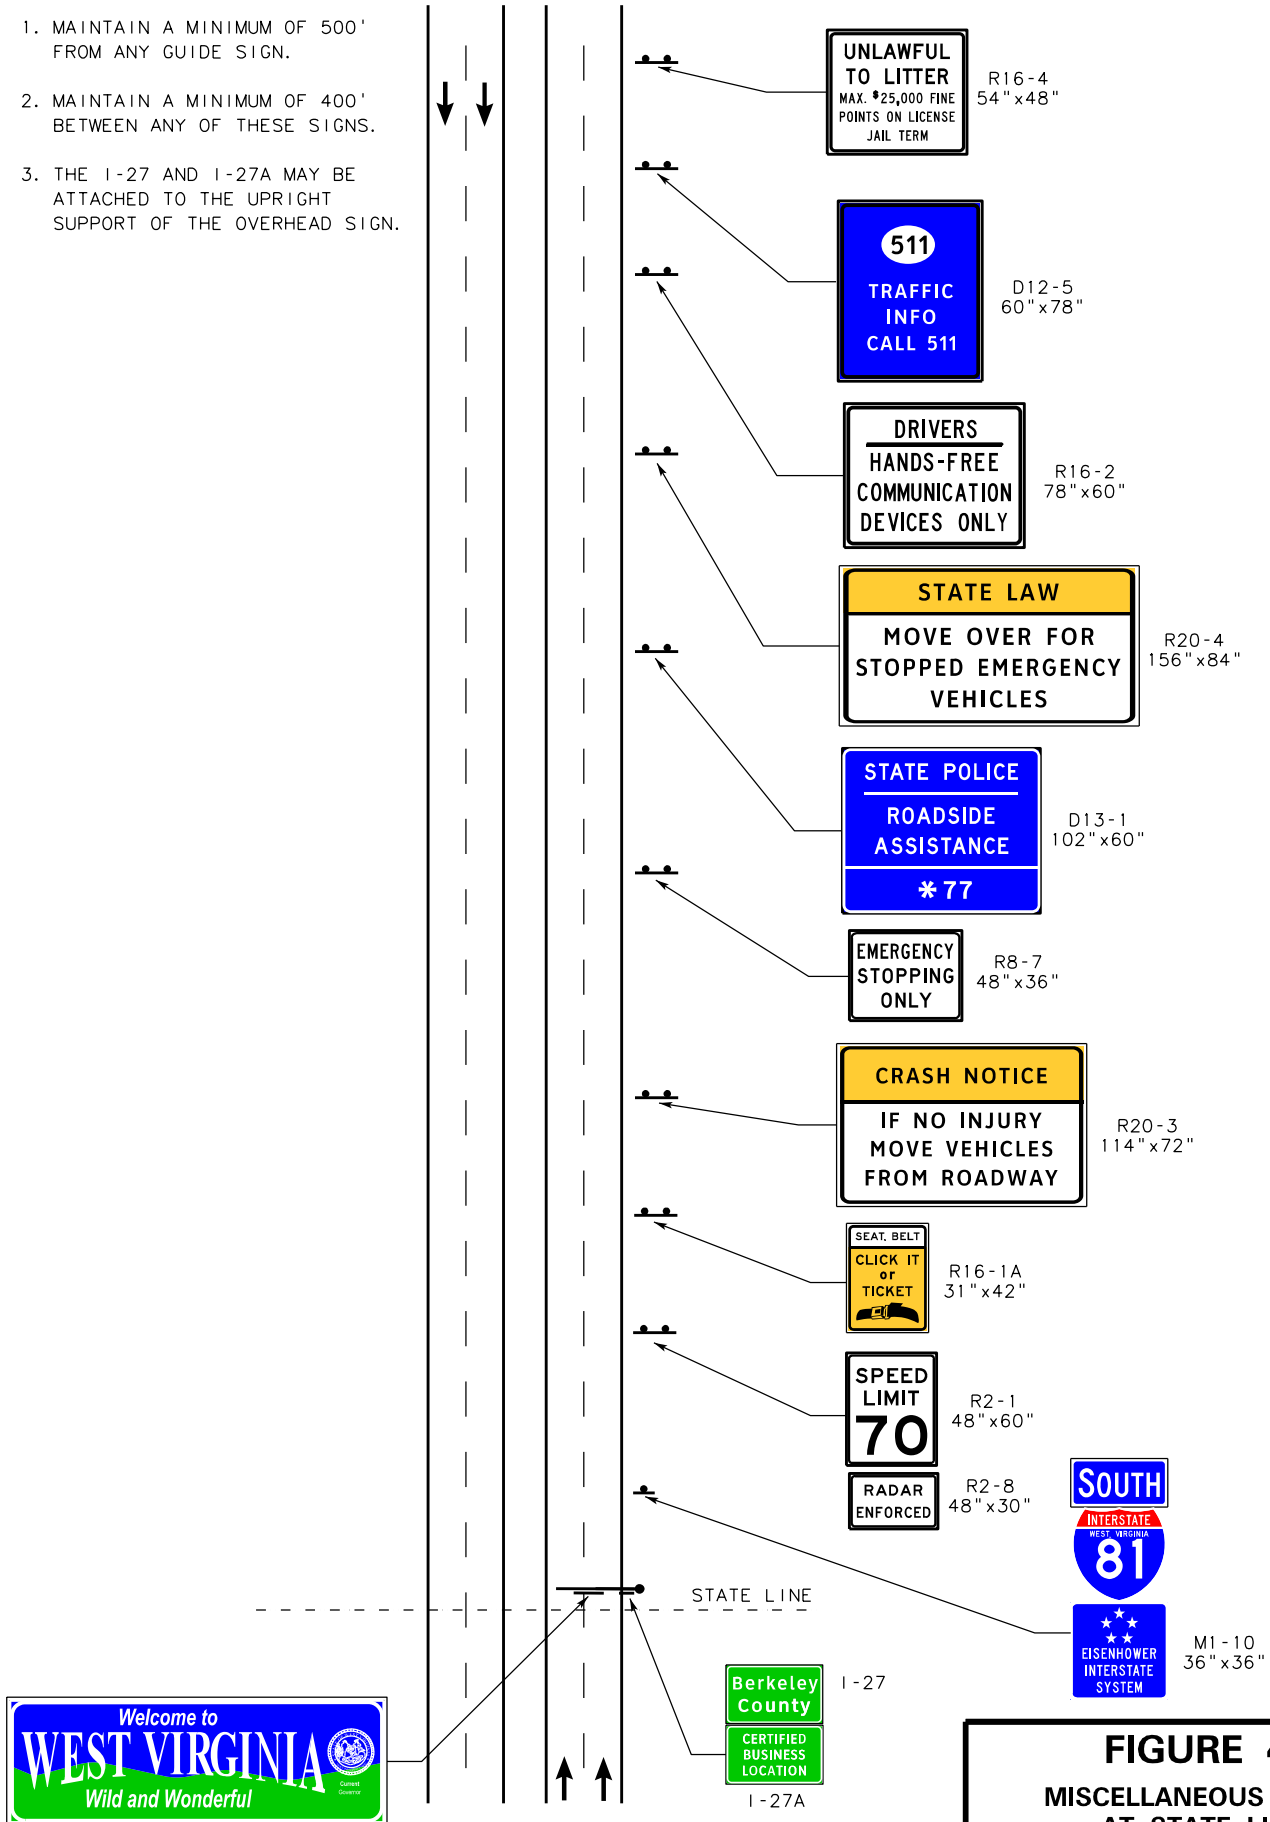 1. MAINTAIN A MINIMUM OF 500'
FROM ANY GUIDE SIGN.
2. MAINTAIN A MINIMUM OF 400'
BETWEEN ANY OF THESE SIGNS.
3. THE I-27 AND I-27A MAY BE
ATTACHED TO THE UPRIGHT
SUPPORT OF THE OVERHEAD SIGN.
UNLAWFUL
TO LITTER
MAX. $25,000 FINE
POINTS ON LICENSE
JAIL TERM
R16-4
54"x48"
511
TRAFFIC
INFO
CALL 511
D12-5
60"x78"
DRIVERS
HANDS-FREE
COMMUNICATION
DEVICES ONLY
R16-2
78"x60"
STATE LAW
MOVE OVER FOR
STOPPED EMERGENCY
VEHICLES
R20-4
156"x84"
STATE POLICE
ROADSIDE
ASSISTANCE
*77
D13-1
102"x60"
EMERGENCY
STOPPING
ONLY
R8-7
48"x36"
CRASH NOTICE
IF NO INJURY
MOVE VEHICLES
FROM ROADWAY
R20-3
114"x72"
SEAT. BELT
CLICK IT
or
TICKET
R16-1A
31"x42"
SPEED
LIMIT
70
R2-1
48"x60"
RADAR
ENFORCED
R2-8
48"x30"
SOUTH
INTERSTATE
WEST VIRGINIA
81
EISENHOWER
INTERSTATE
SYSTEM
M1-10
36"x36"
STATE LINE
Berkeley
County
I-27
CERTIFIED
BUSINESS
LOCATION
I-27A
Welcome to
WEST VIRGINIA
Wild and Wonderful
Current
Governor
FIGURE 4
MISCELLANEOUS
AT STATE LI